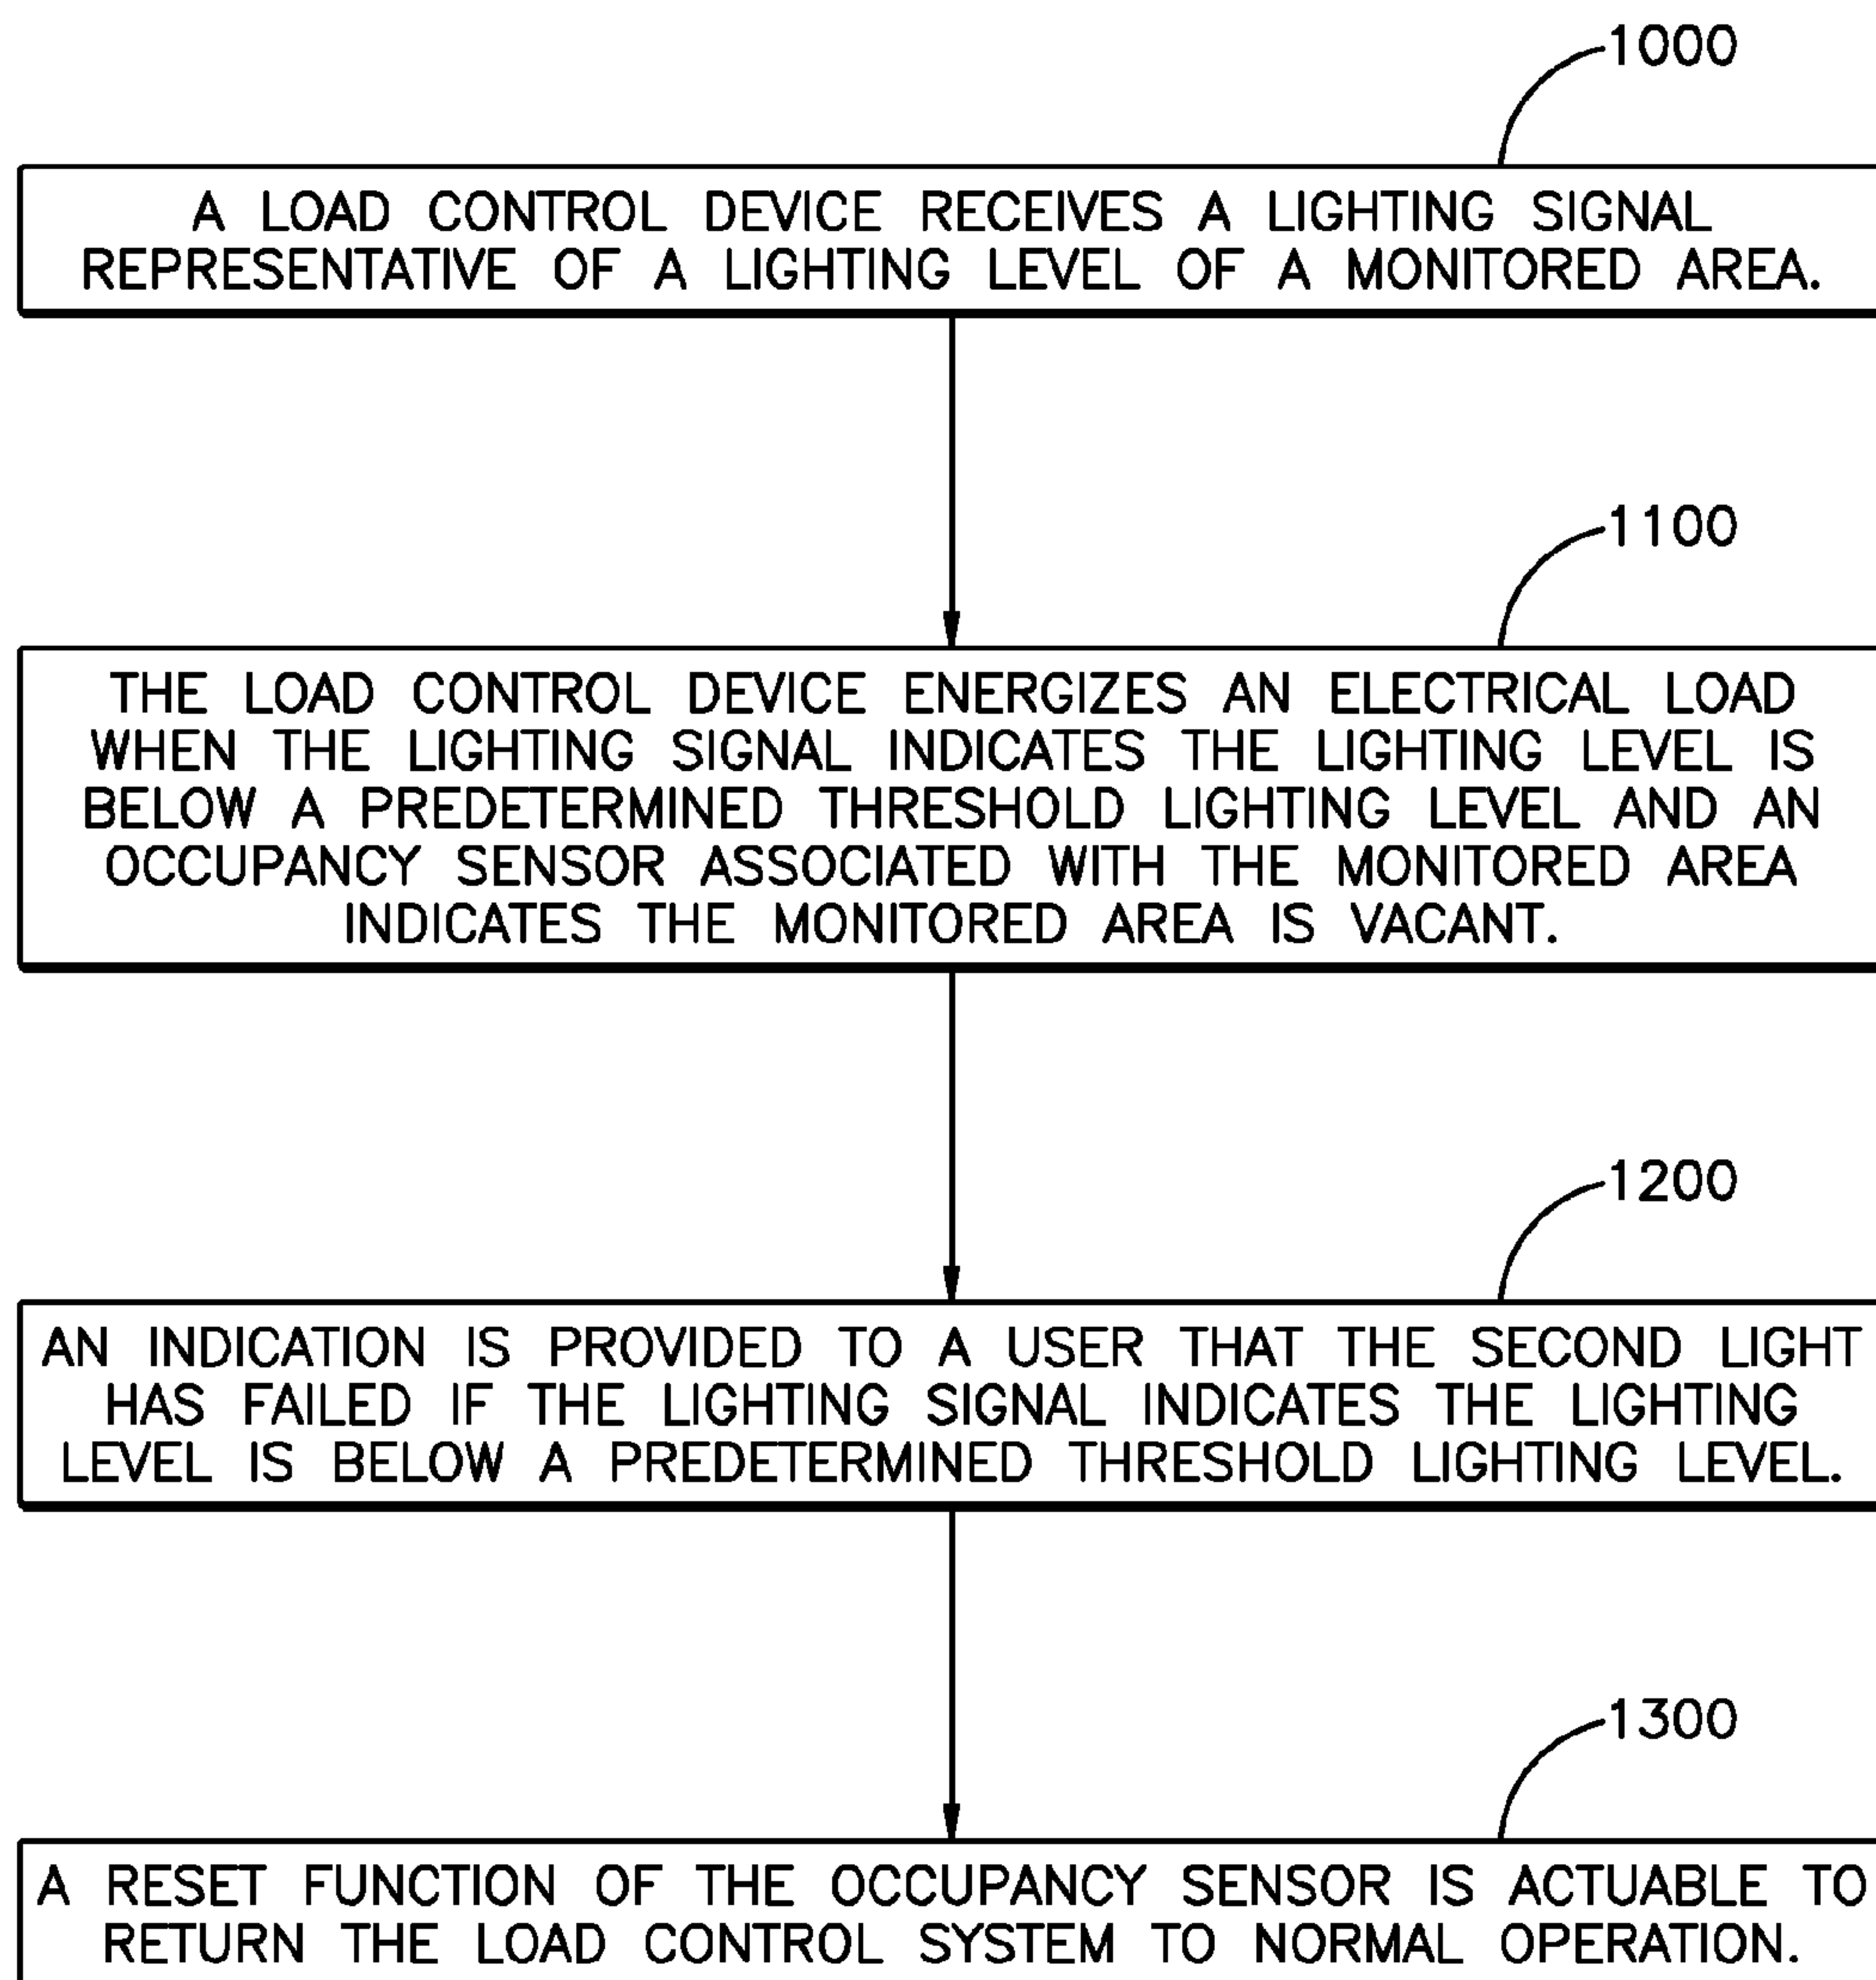 1000
A LOAD CONTROL DEVICE RECEIVES A LIGHTING SIGNAL
REPRESENTATIVE OF A LIGHTING LEVEL OF A MONITORED AREA.
1100
THE LOAD CONTROL DEVICE ENERGIZES AN ELECTRICAL LOAD
WHEN THE LIGHTING SIGNAL INDICATES THE LIGHTING LEVEL IS
BELOW A PREDETERMINED THRESHOLD LIGHTING LEVEL AND AN
OCCUPANCY SENSOR ASSOCIATED WITH THE MONITORED AREA
INDICATES THE MONITORED AREA IS VACANT.
1200
AN INDICATION IS PROVIDED TO A USER THAT THE SECOND LIGHT
HAS FAILED IF THE LIGHTING SIGNAL INDICATES THE LIGHTING
LEVEL IS BELOW A PREDETERMINED THRESHOLD LIGHTING LEVEL.
1300
A RESET FUNCTION OF THE OCCUPANCY SENSOR IS ACTUABLE TO
RETURN THE LOAD CONTROL SYSTEM TO NORMAL OPERATION.